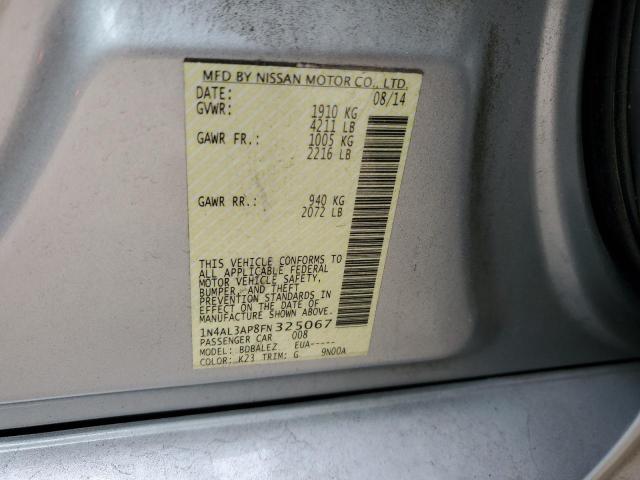 MFD BY NISSAN MOTOR CO., LTD.
DATE: 08/14
GVWR: 1910 KG
4211 LB
GAWR FR.: 1005 KG
2216 LB
GAWR RR.: 940 KG
2072 LB
THIS VEHICLE CONFORMS TO
ALL APPLICABLE FEDERAL
MOTOR VEHICLE SAFETY,
BUMPER, AND THEFT
PREVENTION STANDARDS IN
EFFECT ON THE DATE OF
MANUFACTURE SHOWN ABOVE.
1N4AL3AP8FN325067
PASSENGER CAR 008
MODEL: BDBALEZ EUA-----
COLOR: K23 TRIM: G 9N00A